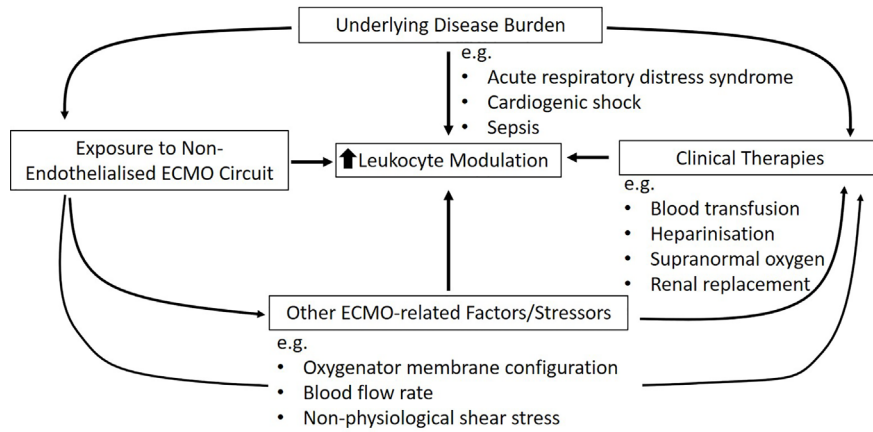 Underlying Disease Burden
e.g.
• Acute respiratory distress syndrome
• Cardiogenic shock
• Sepsis
Exposure to Non-
Endothelialised ECMO Circuit
Leukocyte Modulation
Clinical Therapies
e.g.
• Blood transfusion
• Heparinisation
• Supranormal oxygen
• Renal replacement
Other ECMO-related Factors/Stressors
e.g.
• Oxygenator membrane configuration
• Blood flow rate
• Non-physiological shear stress